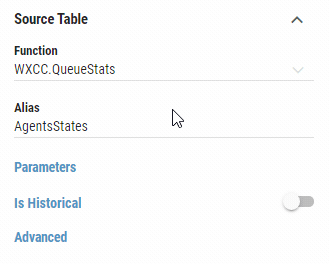 Source Table
Function
WXCC.QueueStats
Alias
AgentsStates
Parameters
Is Historical
Advanced